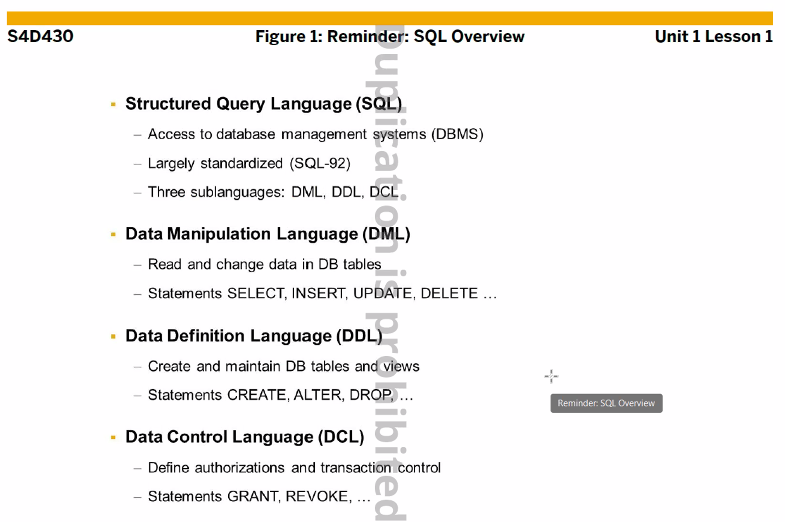 S4D430
Figure 1: Reminder: SQL Overview
Unit 1 Lesson 1
Structured Query Language (SQL)
– Access to database management systems (DBMS)
– Largely standardized (SQL-92)
– Three sublanguages: DML, DDL, DCL
Data Manipulation Language (DML)
– Read and change data in DB tables
– Statements SELECT, INSERT, UPDATE, DELETE …
Data Definition Language (DDL)
– Create and maintain DB tables and views
– Statements CREATE, ALTER, DROP, …
Reminder: SQL Overview
Data Control Language (DCL)
– Define authorizations and transaction control
– Statements GRANT, REVOKE, …
Duplication is prohibited